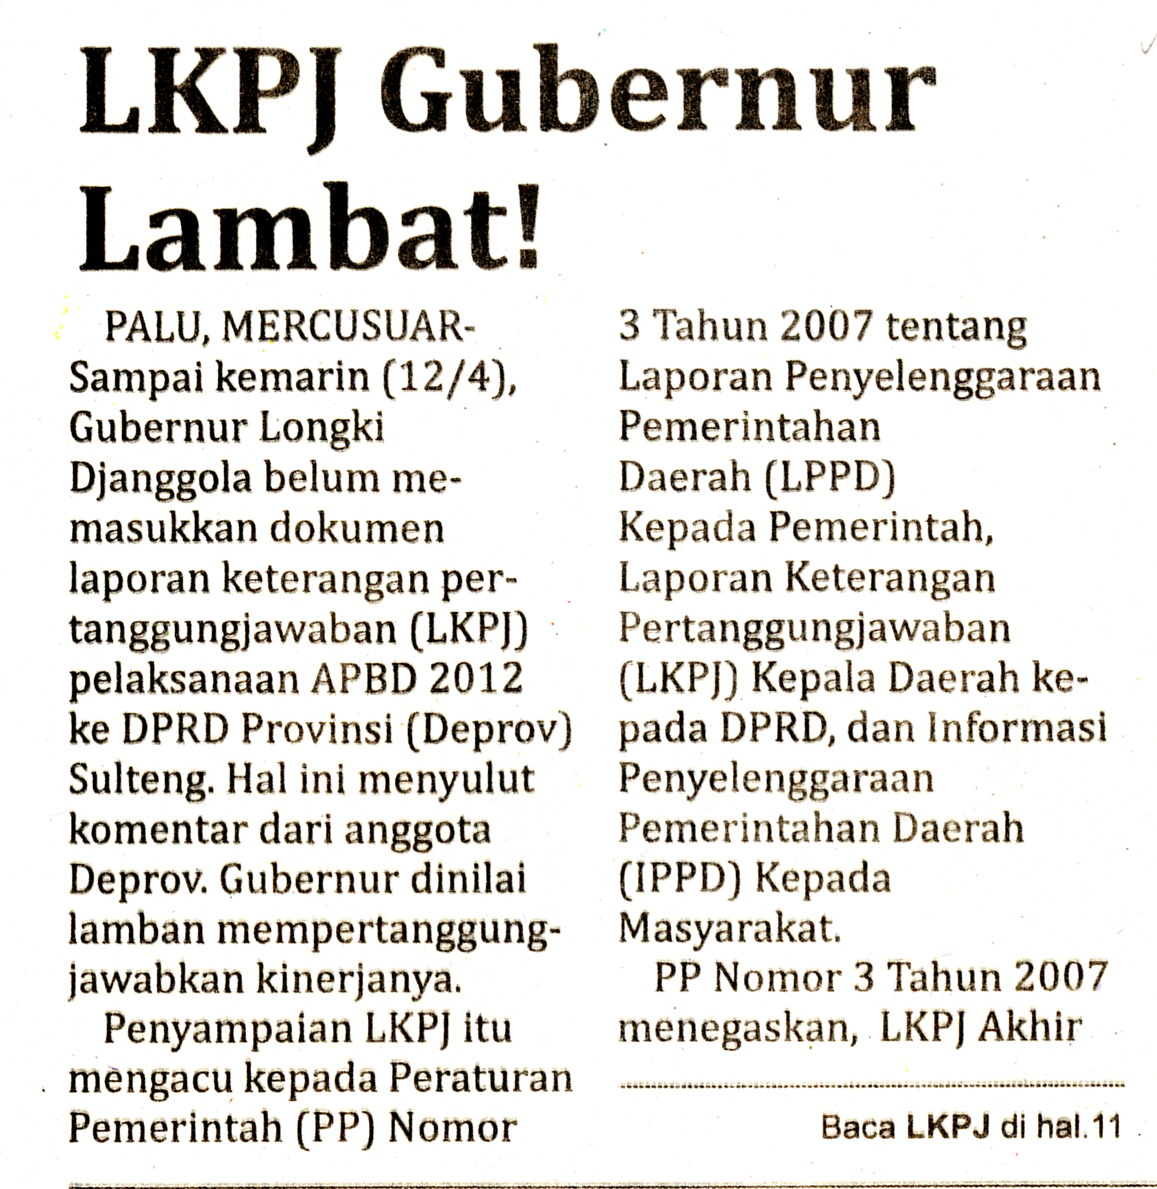 LKPJ Gubernur
Lambat!
PALU, MERCUSUAR-
Sampai kemarin (12/4),
Gubernur Longki
Djanggola belum me-
masukkan dokumen
laporan keterangan per-
tanggungjawaban (LKPJ)
pelaksanaan APBD 2012
ke DPRD Provinsi (Deprov)
Sulteng. Hal ini menyulut
komentar dari anggota
Deprov. Gubernur dinilai
lamban mempertanggung-
jawabkan kinerjanya.
Penyampaian LKPJ itu
mengacu kepada Peraturan
Pemerintah (PP) Nomor
3 Tahun 2007 tentang
Laporan Penyelenggaraan
Pemerintahan
Daerah (LPPD)
Kepada Pemerintah,
Laporan Keterangan
Pertanggungjawaban
(LKPJ) Kepala Daerah ke-
pada DPRD, dan Informasi
Penyelenggaraan
Pemerintahan Daerah
(IPPD) Kepada
Masyarakat.
PP Nomor 3 Tahun 2007
menegaskan, LKPJ Akhir
Baca LKPJ di hal.11